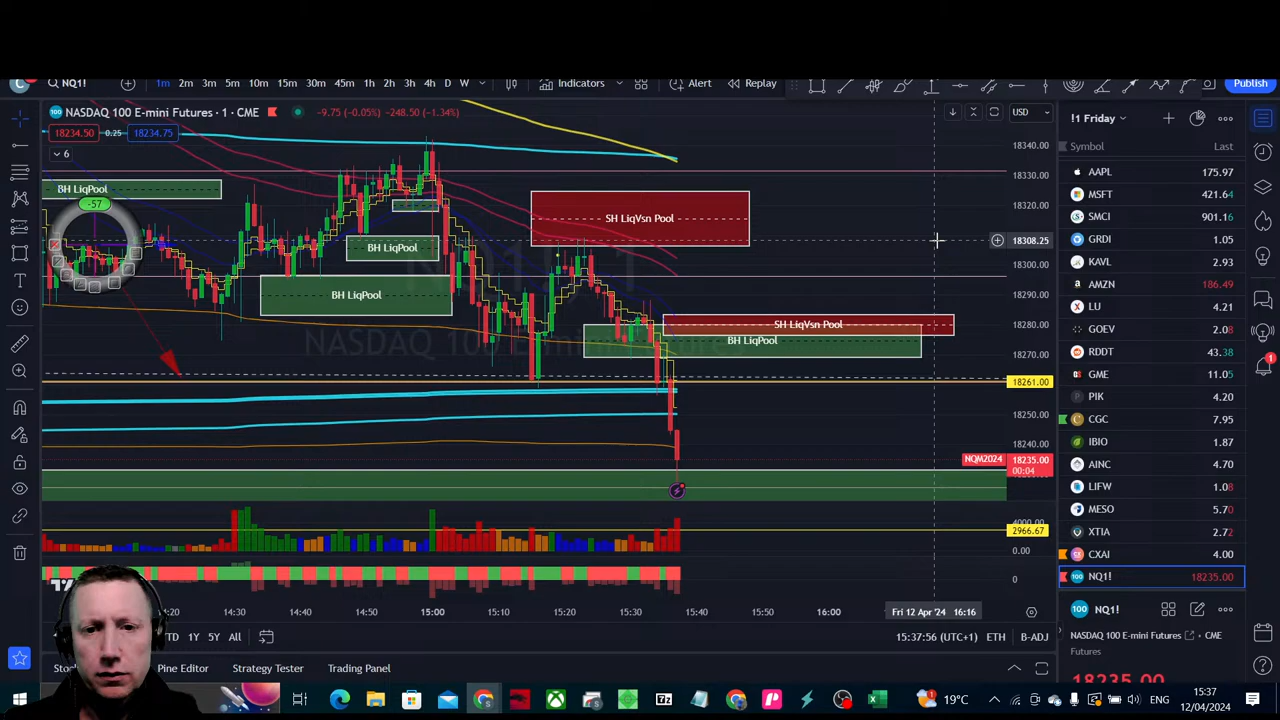 NQ1!
1m 2m 3m 5m 10m 15m 30m 45m 1h 2h 3h 4h D W
Indicators
Alert
Replay
Publish
NASDAQ 100 E-mini Futures · 1 · CME
-9.75 (-0.05%) -248.50 (-1.34%)
USD
18234.50 0.25 18234.75
6
BH LiqPool
-57
BH LiqPool
BH LiqPool
SH LiqVsn Pool
SH LiqVsn Pool
BH LiqPool
18340.00
18330.00
18320.00
18308.25
18300.00
18290.00
18280.00
18270.00
18261.00
18250.00
18240.00
NQM2024 18235.00
00:04
4000.00
2966.67
0.00
0
14:30 14:40 14:50 15:00 15:10 15:20 15:30 15:40 15:50 16:00
Fri 12 Apr '24 16:16
1Y 5Y All
15:37:56 (UTC+1) ETH B-ADJ
Pine Editor Strategy Tester Trading Panel
!1 Friday
Symbol Last
AAPL 175.97
MSFT 421.64
SMCI 901.16
GRDI 1.05
KAVL 2.93
AMZN 186.49
LU 4.21
GOEV 2.08
RDDT 43.38
GME 11.05
PIK 4.20
CGC 7.95
IBIO 1.87
AINC 4.70
LIFW 1.08
MESO 5.70
XTIA 2.72
CXAI 4.00
NQ1! 18235.00
NQ1!
NASDAQ 100 E-mini Futures CME
Futures
18235.00
19°C
ENG
15:37
12/04/2024